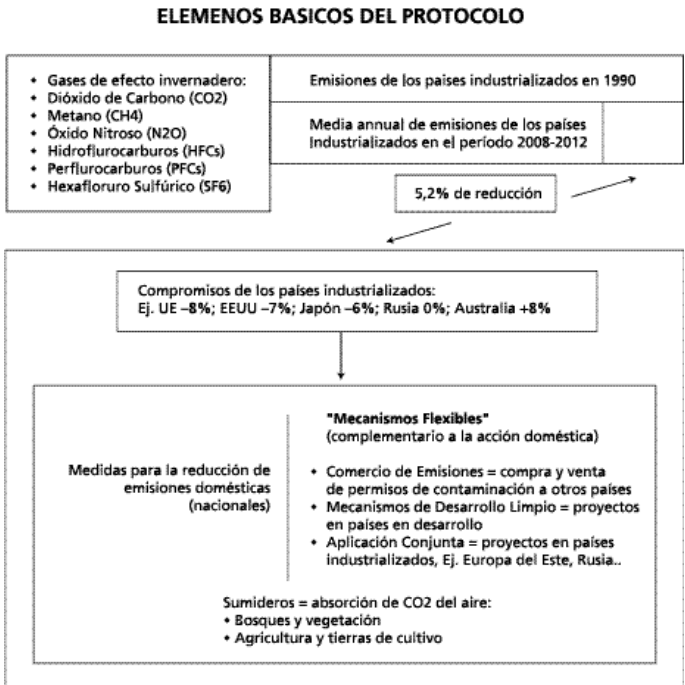 ELEMENOS BASICOS DEL PROTOCOLO
• Gases de efecto invernadero:
• Dióxido de Carbono (CO2)
• Metano (CH4)
• Óxido Nitroso (N2O)
• Hidroflurocarburos (HFCs)
• Perflurocarburos (PFCs)
• Hexafloruro Sulfúrico (SF6)
Emisiones de los países industrializados en 1990
Media annual de emisiones de los países
Industrializados en el período 2008-2012
5,2% de reducción
Compromisos de los países industrializados:
Ej. UE –8%; EEUU –7%; Japón –6%; Rusia 0%; Australia +8%
Medidas para la reducción de
emisiones domésticas
(nacionales)
"Mecanismos Flexibles"
(complementario a la acción doméstica)
• Comercio de Emisiones = compra y venta
de permisos de contaminación a otros países
• Mecanismos de Desarrollo Limpio = proyectos
en países en desarrollo
• Aplicación Conjunta = proyectos en países
industrializados, Ej. Europa del Este, Rusia..
Sumideros = absorción de CO2 del aire:
• Bosques y vegetación
• Agricultura y tierras de cultivo